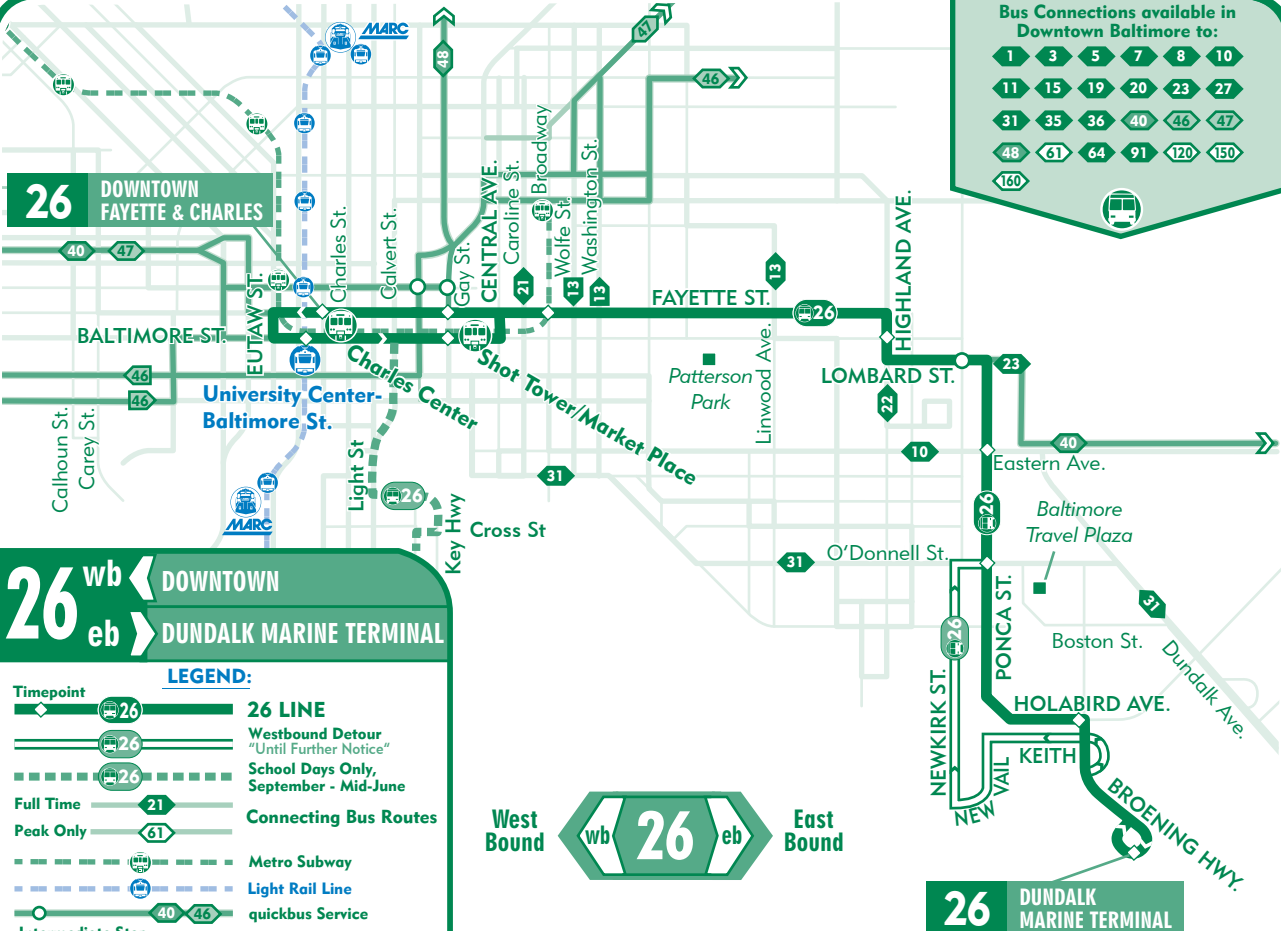 Bus Connections available in
Downtown Baltimore to:
1 3 5 7 8 10
11 15 19 20 23 27
31 35 36 40 46 47
48 61 64 91 120 150
160
MARC
48
47
46
26
DOWNTOWN
FAYETTE & CHARLES
40 47
EUTAW ST.
Charles St.
Calvert St.
Gay St.
CENTRAL AVE.
Caroline St.
Broadway
Wolfe St.
Washington St.
21
13
13
13
FAYETTE ST.
26
HIGHLAND AVE.
BALTIMORE ST.
46
46
University Center-
Baltimore St.
Charles Center
Shot Tower/Market Place
Patterson
Park
Linwood Ave.
LOMBARD ST.
22
23
40
10
Eastern Ave.
Calhoun St.
Carey St.
Light St
26
31
Key Hwy
Cross St
MARC
26
Baltimore
Travel Plaza
31
O'Donnell St.
PONCA ST.
31
Boston St.
Dundalk Ave.
26
NEWKIRK ST.
HOLABIRD AVE.
KEITH
NEW
VAIL
BROENING HWY.
26
DUNDALK
MARINE TERMINAL
26
wb
DOWNTOWN
eb
DUNDALK MARINE TERMINAL
LEGEND:
Timepoint
26
26 LINE
26
Westbound Detour
"Until Further Notice"
26
School Days Only,
September - Mid-June
Full Time 21
Peak Only 61
Connecting Bus Routes
Metro Subway
Light Rail Line
40 46
quickbus Service
Intermediate Stop
West
Bound
wb 26 eb
East
Bound